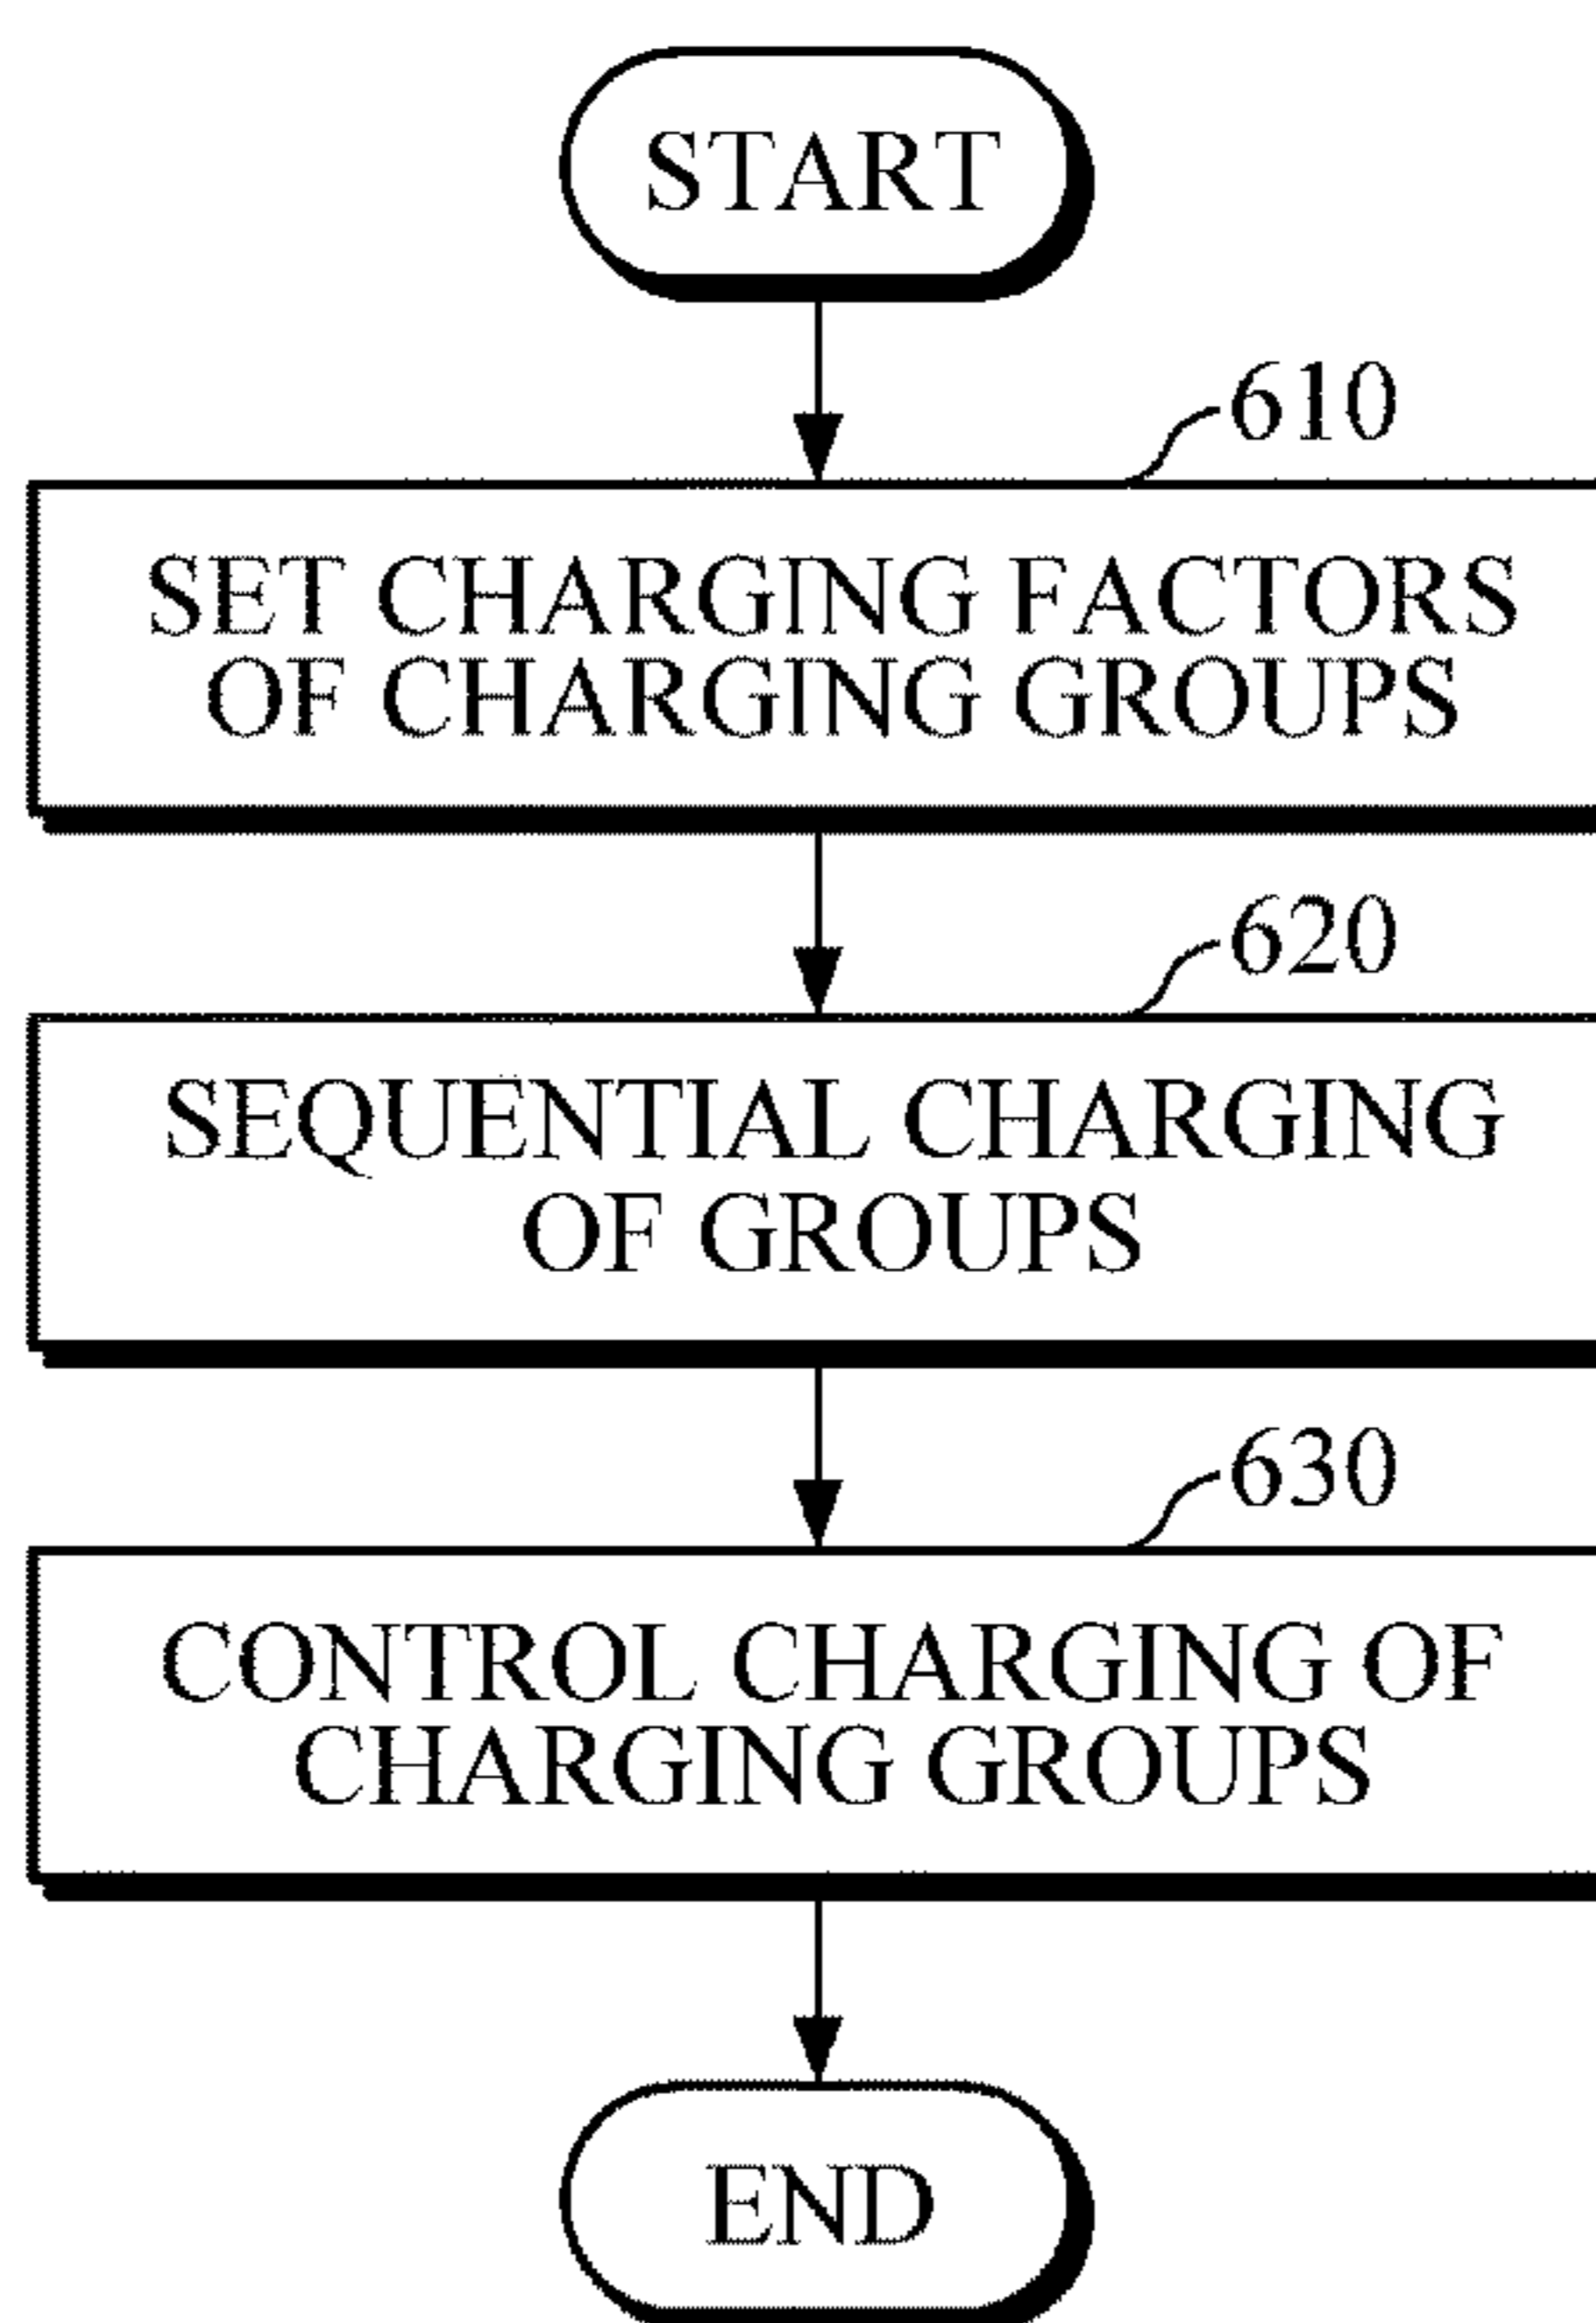 START
610
SET CHARGING FACTORS
OF CHARGING GROUPS
620
SEQUENTIAL CHARGING
OF GROUPS
630
CONTROL CHARGING OF
CHARGING GROUPS
END